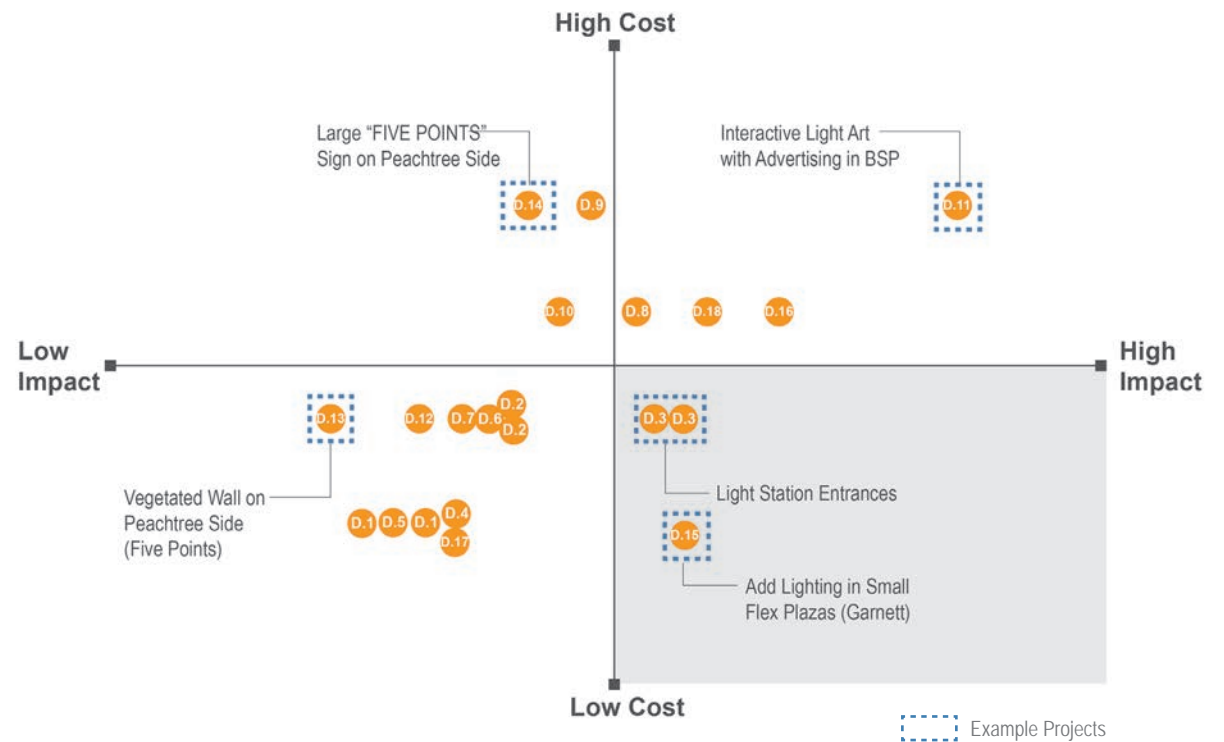 High Cost
Large “FIVE POINTS”
Sign on Peachtree Side
Interactive Light Art
with Advertising in BSP
D.14
D.9
D.11
D.10
D.8
D.18
D.16
Low
Impact
High
Impact
D.13
D.12
D.7
D.6
D.2
D.2
D.3
D.3
Vegetated Wall on
Peachtree Side
(Five Points)
Light Station Entrances
D.1
D.5
D.1
D.4
D.17
D.15
Add Lighting in Small
Flex Plazas (Garnett)
Low Cost
Example Projects